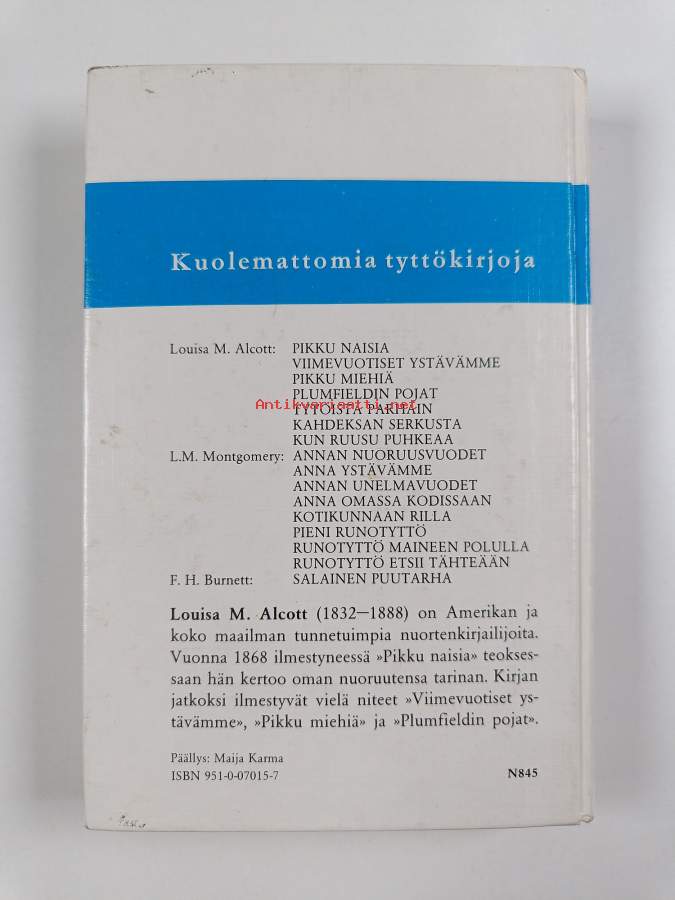 Kuolemattomia tyttökirjoja
Louisa M. Alcott: PIKKU NAISIA
VIIMEVUOTISET YSTÄVÄMME
PIKKU MIEHIÄ
PLUMFIELDIN POJAT
Antikvariaatti.net
TYTÖISTÄ PARHAIN
KAHDEKSAN SERKUSTA
KUN RUUSU PUHKEAA
L.M. Montgomery: ANNAN NUORUUSVUODET
ANNA YSTÄVÄMME
ANNAN UNELMAVUODET
ANNA OMASSA KODISSAAN
KOTIKUNNAAN RILLA
PIENI RUNOTYTTÖ
RUNOTYTTÖ MAINEEN POLULLA
RUNOTYTTÖ ETSII TÄHTEÄÄN
F. H. Burnett: SALAINEN PUUTARHA
Louisa M. Alcott (1832—1888) on Amerikan ja
koko maailman tunnetuimpia nuortenkirjailijoita.
Vuonna 1868 ilmestyneessä »Pikku naisia» teokses-
saan hän kertoo oman nuoruutensa tarinan. Kirjan
jatkoksi ilmestyvät vielä niteet »Viimevuotiset ys-
tävämme», »Pikku miehiä» ja »Plumfieldin pojat».
Päällys: Maija Karma
ISBN 951-0-07015-7 N845